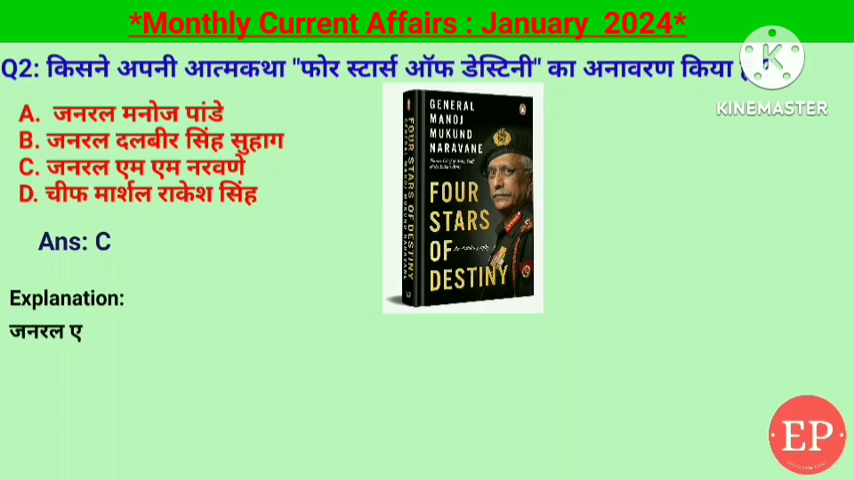 *Monthly Current Affairs : January 2024*
Q2: किसने अपनी आत्मकथा "फोर स्टार्स ऑफ डेस्टिनी" का अनावरण किया
KINEMASTER
A. जनरल मनोज पांडे
B. जनरल दलबीर सिंह सुहाग
C. जनरल एम एम नरवणे
D. चीफ मार्शल राकेश सिंह
Ans: C
Explanation:
जनरल ए
GENERAL
MANOJ
MUKUND
NARAVANE
FOUR
STARS
OF
DESTINY
FOUR STARS OF DESTINY
EP